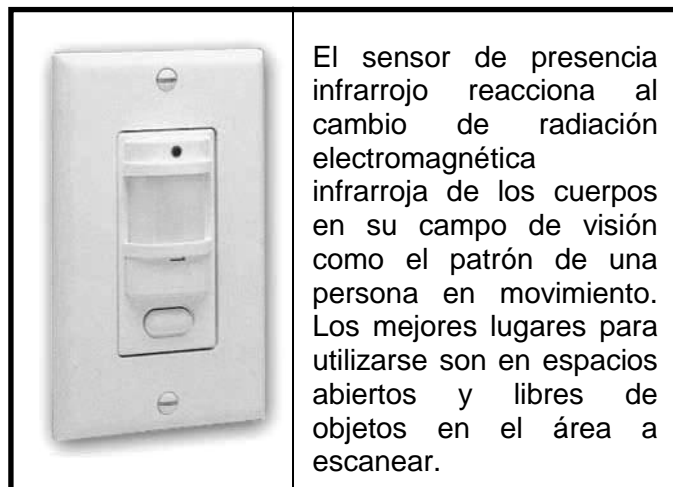 El sensor de presencia
infrarrojo reacciona al
cambio de radiación
electromagnética
infrarroja de los cuerpos
en su campo de visión
como el patrón de una
persona en movimiento.
Los mejores lugares para
utilizarse son en espacios
abiertos y libres de
objetos en el área a
escanear.